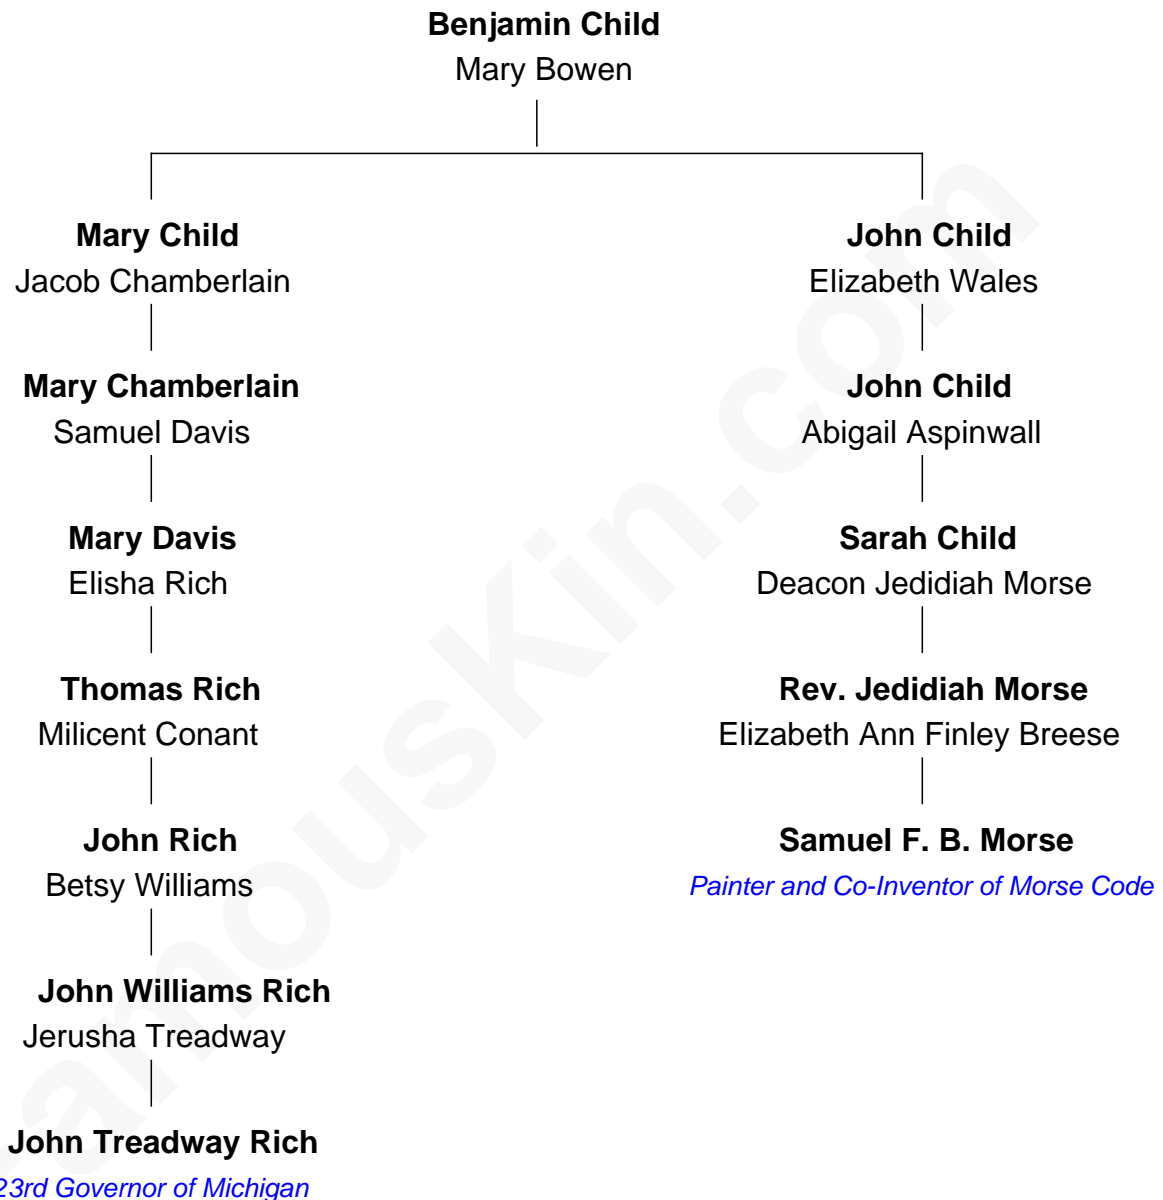 Benjamin Child
Mary Bowen
Mary Child
Jacob Chamberlain
John Child
Elizabeth Wales
Mary Chamberlain
Samuel Davis
John Child
Abigail Aspinwall
Mary Davis
Elisha Rich
Sarah Child
Deacon Jedidiah Morse
Thomas Rich
Milicent Conant
Rev. Jedidiah Morse
Elizabeth Ann Finley Breese
John Rich
Betsy Williams
Samuel F. B. Morse
Painter and Co-Inventor of Morse Code
John Williams Rich
Jerusha Treadway
John Treadway Rich
23rd Governor of Michigan
FamousKin.com